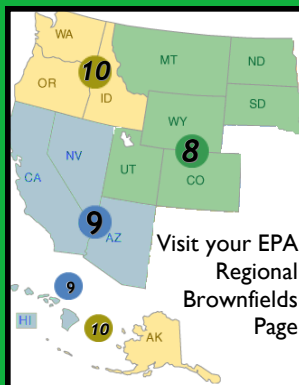 WA
10
MT
ND
OR
ID
SD
WY
8
NV
CA
UT
CO
9
AZ
Visit your EPA
Regional
Brownfields
Page
9
HI
10
AK